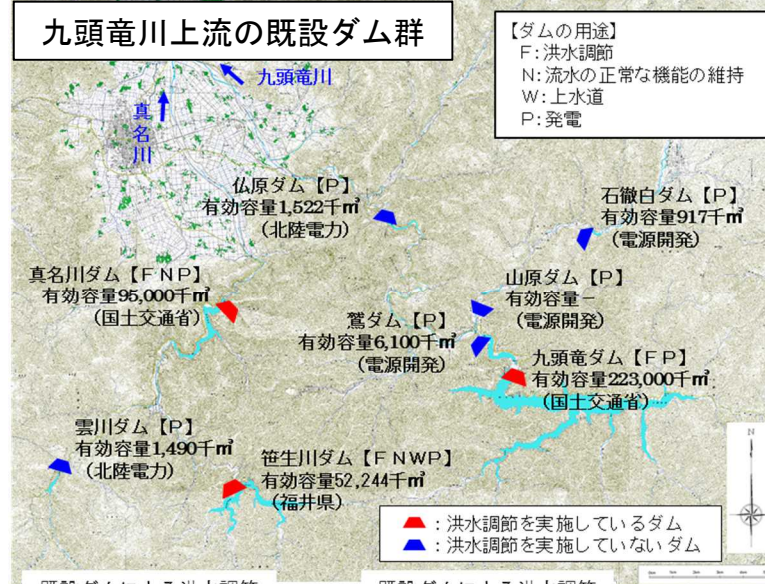 九頭竜川上流の既設ダム群
【ダムの用途】
F:洪水調節
N:流水の正常な機能の維持
W:上水道
P:発電
九頭竜川
真名川
仏原ダム【P】
有効容量1,522千㎥
(北陸電力)
石徹白ダム【P】
有効容量917千㎥
(電源開発)
真名川ダム【FNP】
有効容量95,000千㎥
(国土交通省)
山原ダム【P】
有効容量－
(電源開発)
鷲ダム【P】
有効容量6,100千㎥
(電源開発)
九頭竜ダム【FP】
有効容量223,000千㎥
(国土交通省)
雲川ダム【P】
有効容量1,490千㎥
(北陸電力)
笹生川ダム【FNWP】
有効容量52,244千㎥
(福井県)
N
:洪水調節を実施しているダム
:洪水調節を実施していないダム